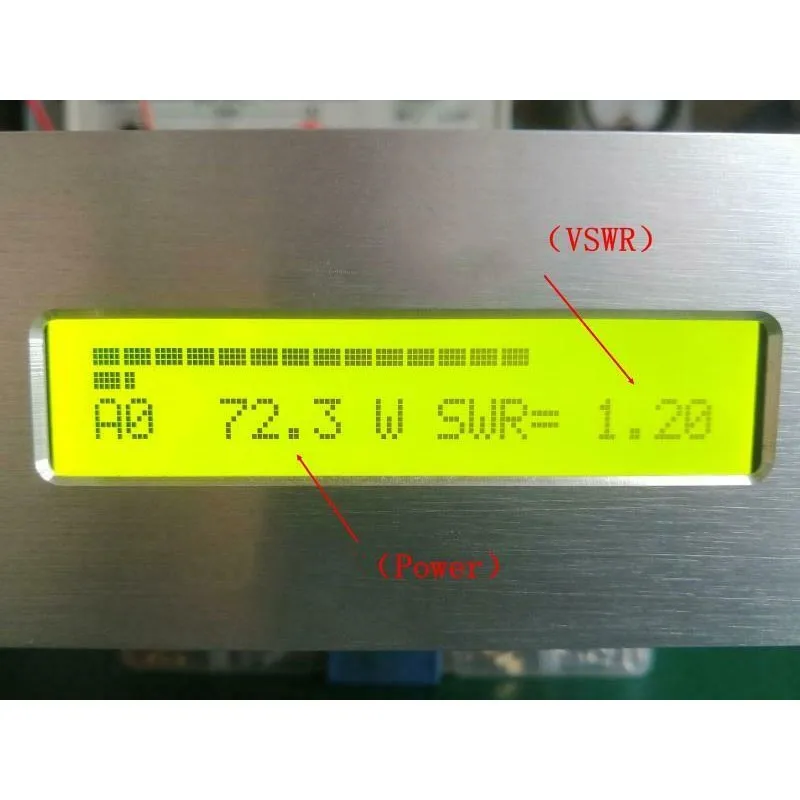 （VSWR）
A0 72.3 W SWR= 1.20
（Power）